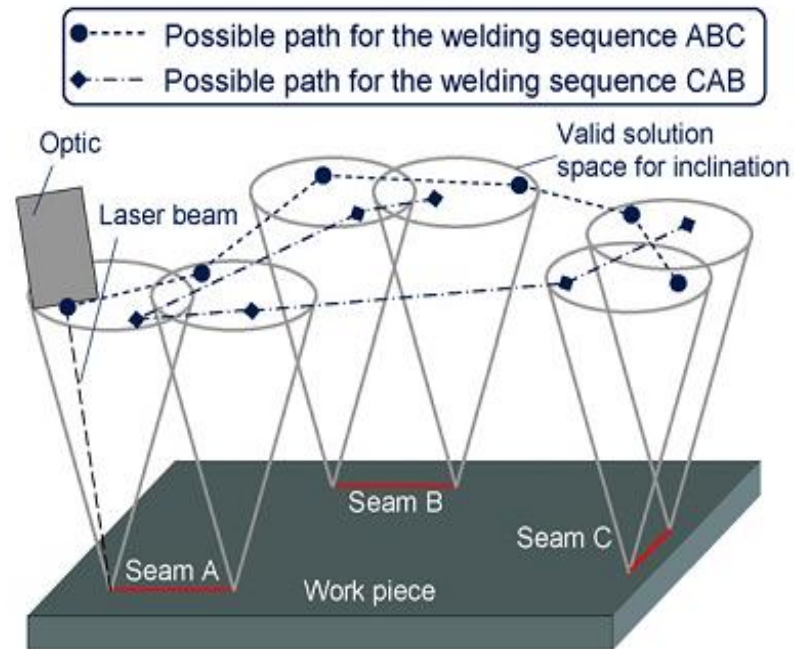 Possible path for the welding sequence ABC
Possible path for the welding sequence CAB
Optic
Valid solution
space for inclination
Laser beam
Seam B
Seam C
Seam A
Work piece